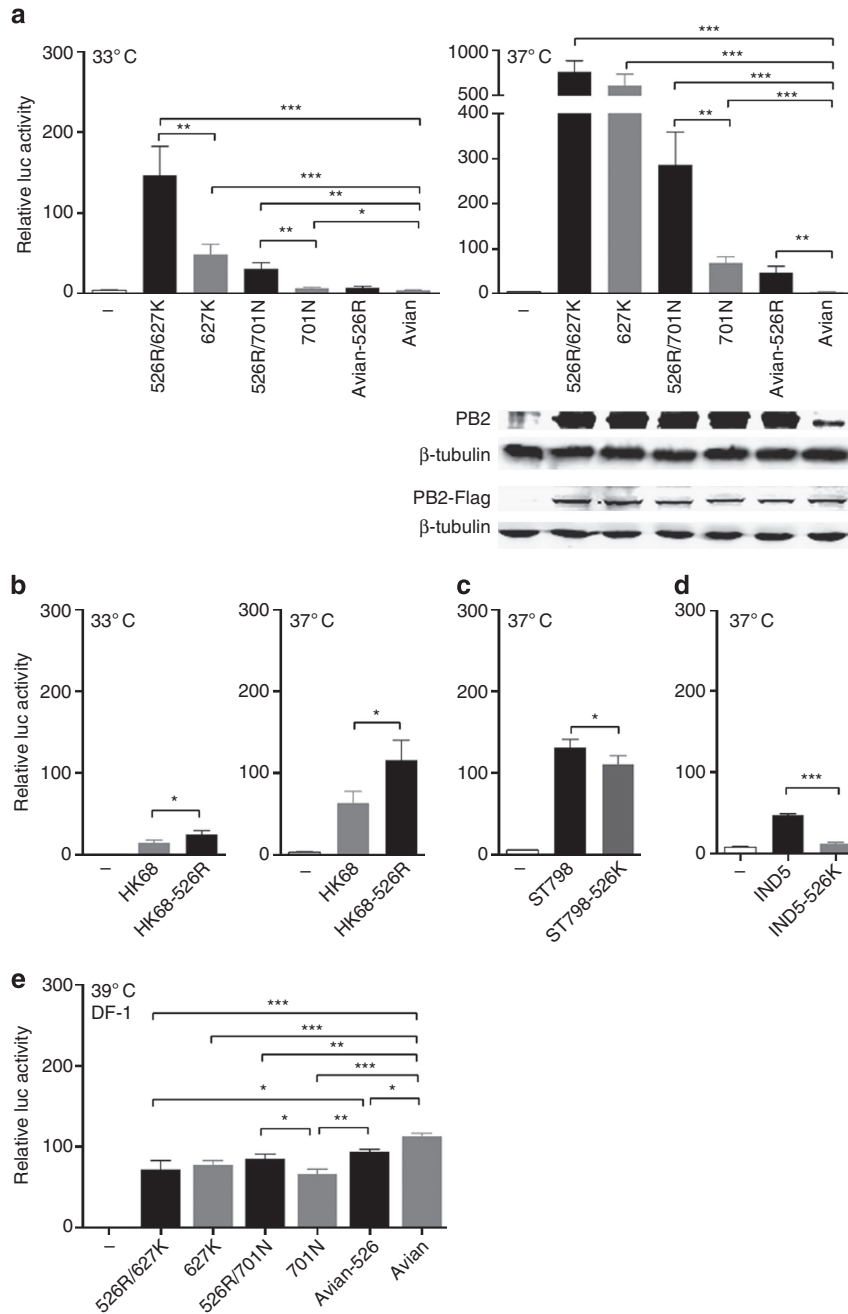 a
33°C
Relative luc activity
300
200
100
0
***
**
***
**
**
*
–
526R/627K
627K
526R/701N
701N
Avian-526R
Avian
37°C
1000
500
400
300
200
100
0
***
***
***
***
**
**
–
526R/627K
627K
526R/701N
701N
Avian-526R
Avian
PB2
β-tubulin
PB2-Flag
β-tubulin
b
33°C
Relative luc activity
300
200
100
0
*
–
HK68
HK68-526R
37°C
300
200
100
0
*
–
HK68
HK68-526R
c
37°C
300
200
100
0
*
–
ST798
ST798-526K
d
37°C
300
200
100
0
***
–
IND5
IND5-526K
e
39°C
DF-1
Relative luc activity
300
200
100
0
***
***
**
***
*
*
*
**
–
526R/627K
627K
526R/701N
701N
Avian-526
Avian